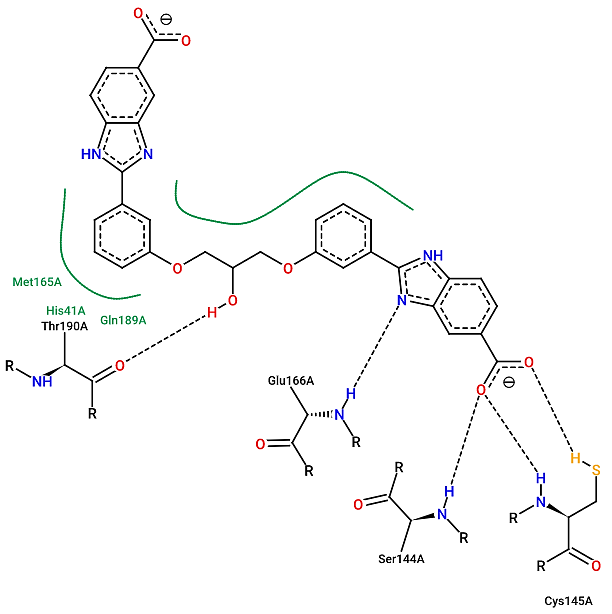 O
⊖
O
HN
N
O
O
O
H
NH
N
Met165A
His41A
Gln189A
Thr190A
R
NH
O
R
Glu166A
H
N
O
R
R
O
⊖
O
R
O
H
N
R
Ser144A
H
S
H
N
R
R
O
Cys145A